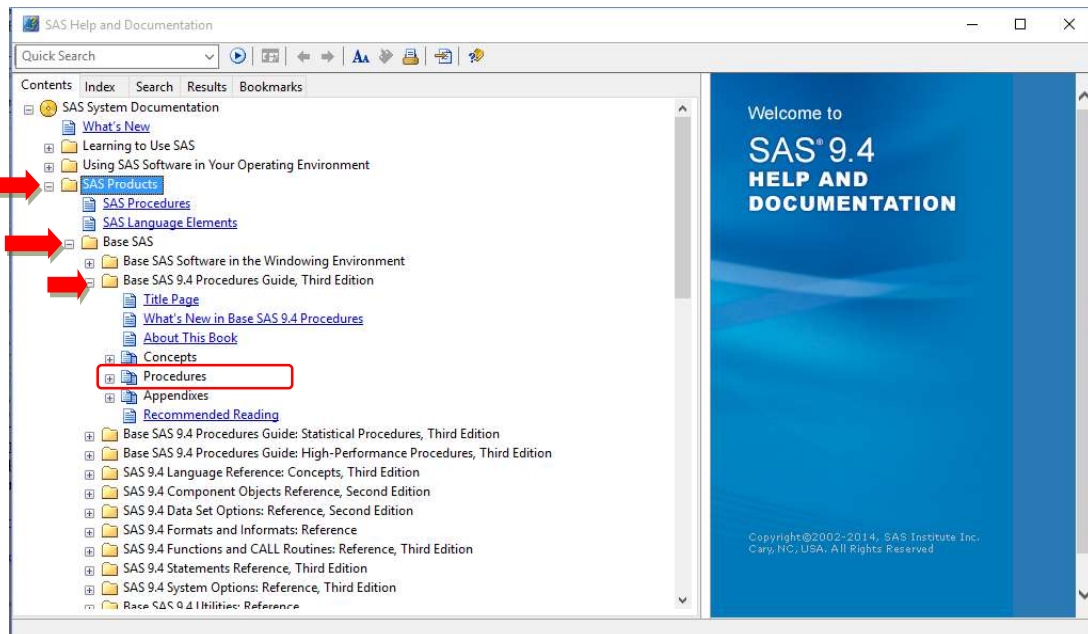 SAS Help and Documentation
Quick Search
Contents Index Search Results Bookmarks
SAS System Documentation
What's New
Learning to Use SAS
Using SAS Software in Your Operating Environment
SAS Products
SAS Procedures
SAS Language Elements
Base SAS
Base SAS Software in the Windowing Environment
Base SAS 9.4 Procedures Guide, Third Edition
Title Page
What's New in Base SAS 9.4 Procedures
About This Book
Concepts
Procedures
Appendixes
Recommended Reading
Base SAS 9.4 Procedures Guide: Statistical Procedures, Third Edition
Base SAS 9.4 Procedures Guide: High-Performance Procedures, Third Edition
SAS 9.4 Language Reference: Concepts, Third Edition
SAS 9.4 Component Objects Reference, Second Edition
SAS 9.4 Data Set Options: Reference, Second Edition
SAS 9.4 Formats and Informats: Reference
SAS 9.4 Functions and CALL Routines: Reference, Third Edition
SAS 9.4 Statements Reference, Third Edition
SAS 9.4 System Options: Reference, Third Edition
Base SAS 9.4 Utilities: Reference
Welcome to
SAS® 9.4
HELP AND
DOCUMENTATION
Copyright©2002-2014, SAS Institute Inc.
Cary, NC, USA. All Rights Reserved